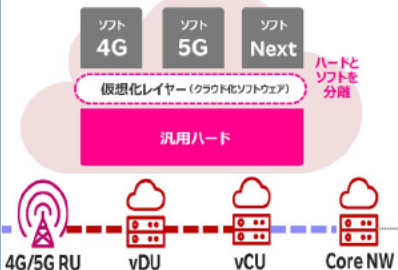 ソフト ソフト ソフト
4G 5G Next
ハードと
ソフトを
分離
仮想化レイヤー(クラウド化ソフトウェア)
汎用ハード
4G/5G RU vDU vCU Core NW